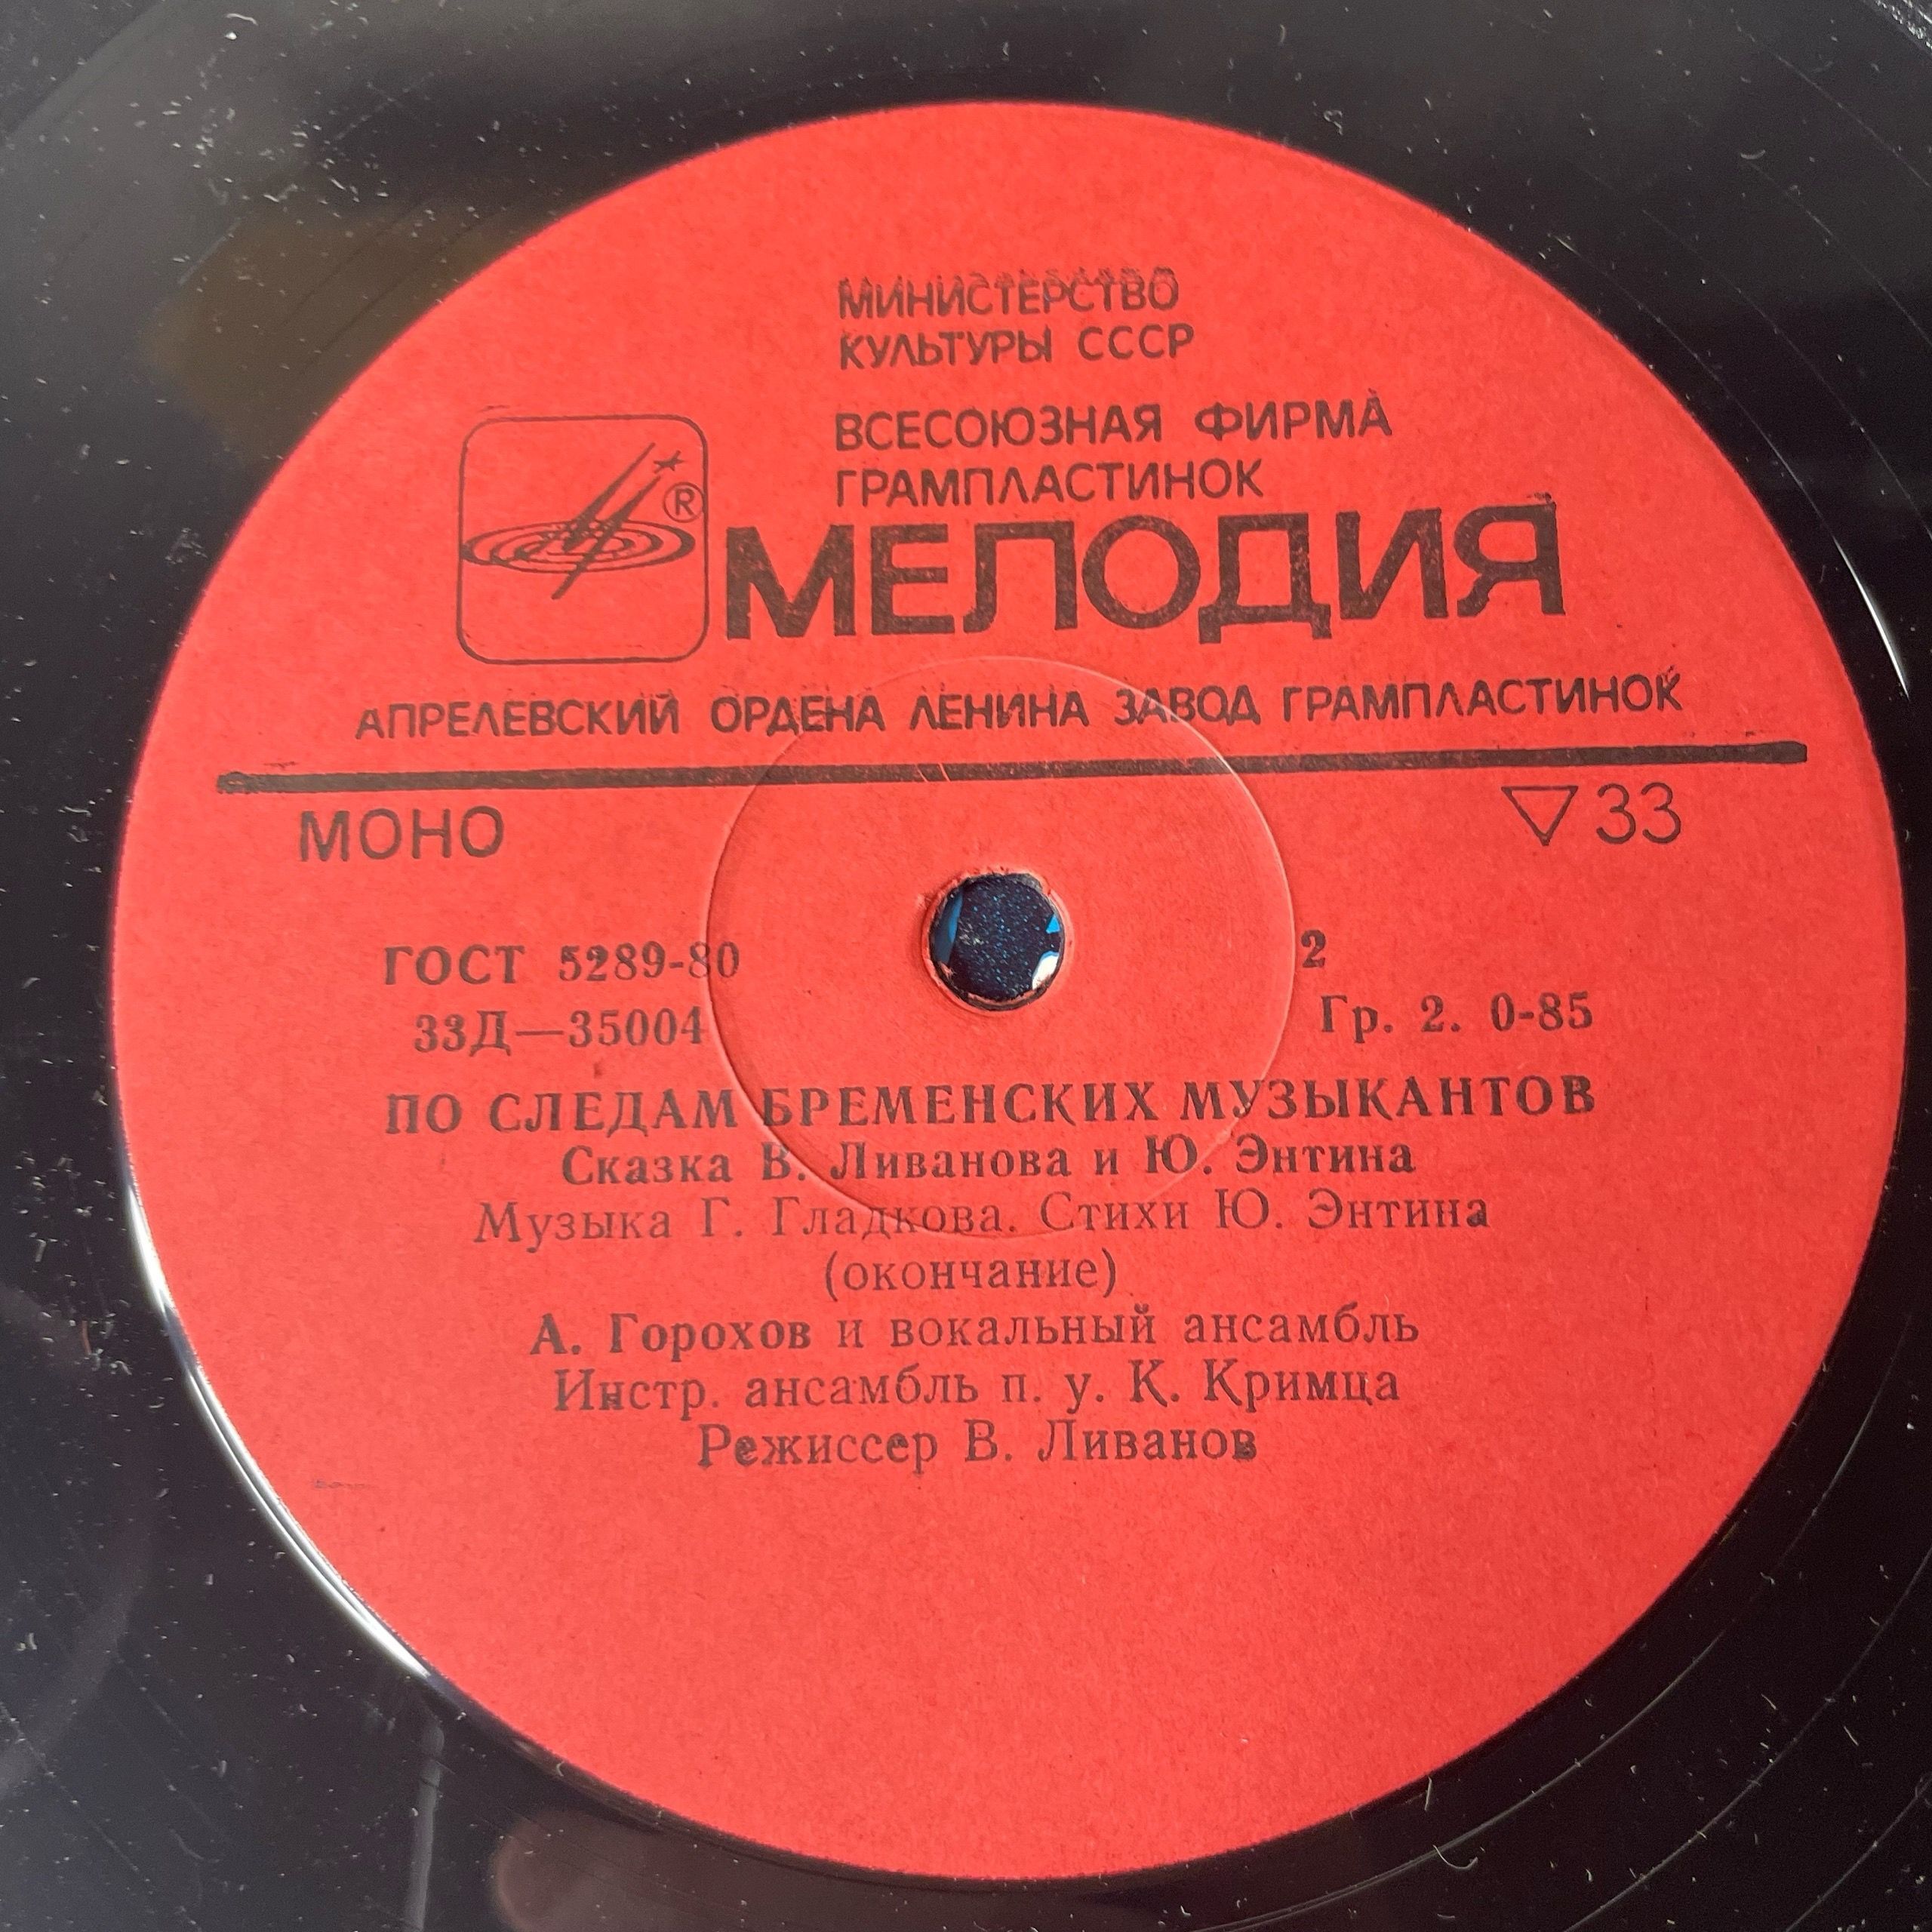 МИНИСТЕРСТВО
КУЛЬТУРЫ СССР
ВСЕСОЮЗНАЯ ФИРМА
ГРАМПЛАСТИНОК
®
МЕЛОДИЯ
АПРЕЛЕВСКИЙ ОРДЕНА ЛЕНИНА ЗАВОД ГРАМПЛАСТИНОК
МОНО ▽33
ГОСТ 5289-80 2
33Д—35004 Гр. 2. 0-85
ПО СЛЕДАМ БРЕМЕНСКИХ МУЗЫКАНТОВ
Сказка В. Ливанова и Ю. Энтина
Музыка Г. Гладкова. Стихи Ю. Энтина
(окончание)
А. Горохов и вокальный ансамбль
Инстр. ансамбль п. у. К. Кримца
Режиссер В. Ливанов